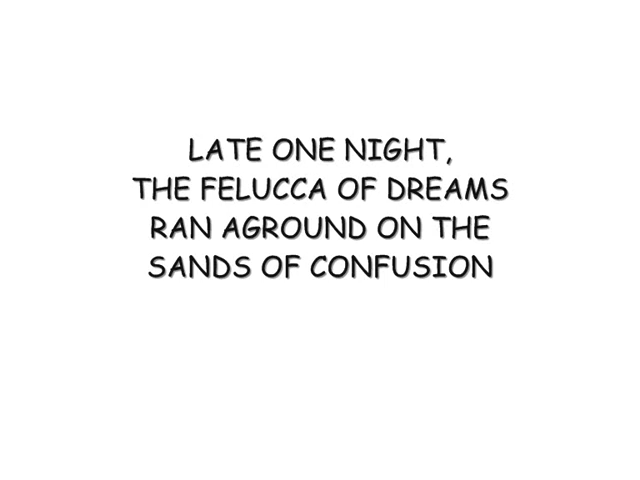 LATE ONE NIGHT,
THE FELUCCA OF DREAMS
RAN AGROUND ON THE
SANDS OF CONFUSION